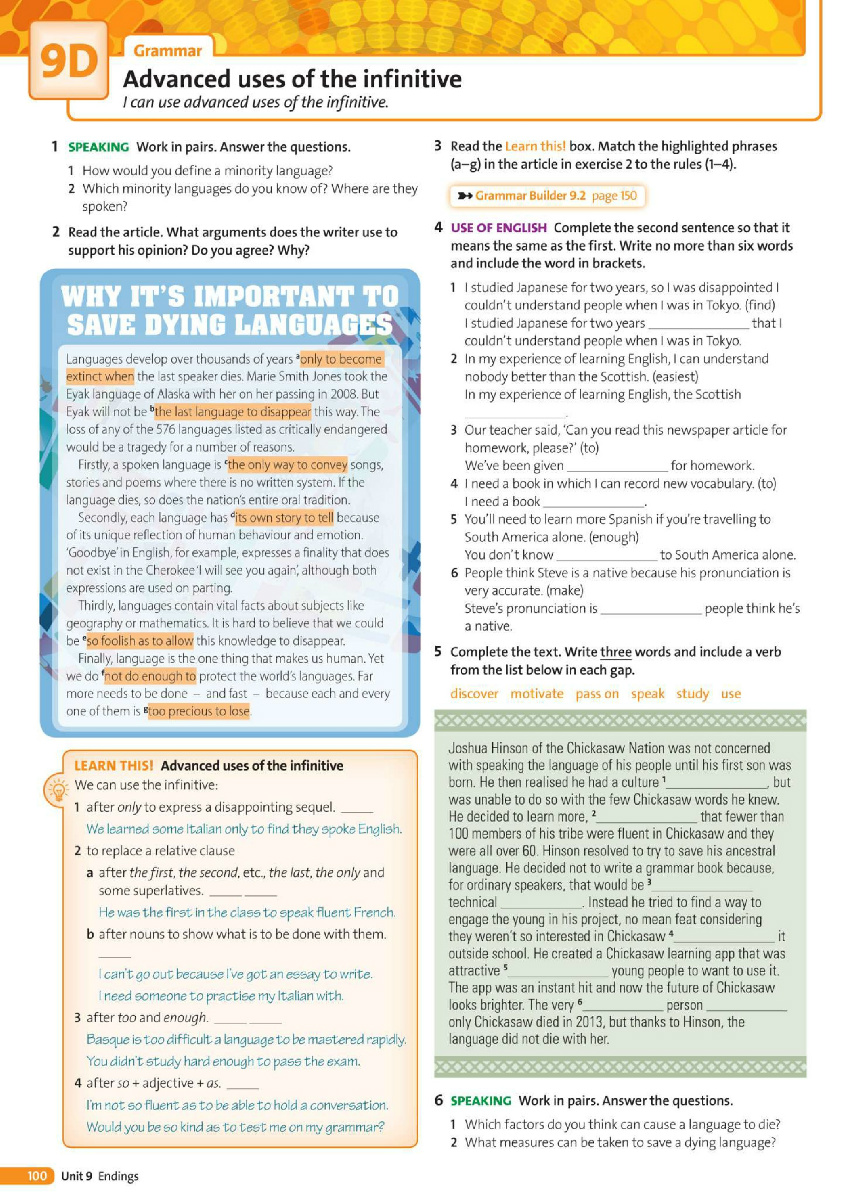 9D
Grammar
Advanced uses of the infinitive
I can use advanced uses of the infinitive.
1 SPEAKING Work in pairs. Answer the questions.
1 How would you define a minority language?
2 Which minority languages do you know of? Where are they
spoken?
2 Read the article. What arguments does the writer use to
support his opinion? Do you agree? Why?
WHY IT'S IMPORTANT TO
SAVE DYING LANGUAGES
Languages develop over thousands of years ᵃonly to become
extinct when the last speaker dies. Marie Smith Jones took the
Eyak language of Alaska with her on her passing in 2008. But
Eyak will not be ᵇthe last language to disappear this way. The
loss of any of the 576 languages listed as critically endangered
would be a tragedy for a number of reasons.
Firstly, a spoken language is ᶜthe only way to convey songs,
stories and poems where there is no written system. If the
language dies, so does the nation's entire oral tradition.
Secondly, each language has ᵈits own story to tell because
of its unique reflection of human behaviour and emotion.
'Goodbye' in English, for example, expresses a finality that does
not exist in the Cherokee 'I will see you again', although both
expressions are used on parting.
Thirdly, languages contain vital facts about subjects like
geography or mathematics. It is hard to believe that we could
be ᵉso foolish as to allow this knowledge to disappear.
Finally, language is the one thing that makes us human. Yet
we do ᶠnot do enough to protect the world's languages. Far
more needs to be done – and fast – because each and every
one of them is ᵍtoo precious to lose.
LEARN THIS! Advanced uses of the infinitive
We can use the infinitive:
1 after only to express a disappointing sequel. _____
We learned some Italian only to find they spoke English.
2 to replace a relative clause
a after the first, the second, etc., the last, the only and
some superlatives. _____ _____
He was the first in the class to speak fluent French.
b after nouns to show what is to be done with them.
_____
I can't go out because I've got an essay to write.
I need someone to practise my Italian with.
3 after too and enough. _____ _____
Basque is too difficult a language to be mastered rapidly.
You didn't study hard enough to pass the exam.
4 after so + adjective + as. _____
I'm not so fluent as to be able to hold a conversation.
Would you be so kind as to test me on my grammar?
3 Read the Learn this! box. Match the highlighted phrases
(a–g) in the article in exercise 2 to the rules (1–4).
Grammar Builder 9.2 page 150
4 USE OF ENGLISH Complete the second sentence so that it
means the same as the first. Write no more than six words
and include the word in brackets.
1 I studied Japanese for two years, so I was disappointed I
couldn't understand people when I was in Tokyo. (find)
I studied Japanese for two years _______________ that I
couldn't understand people when I was in Tokyo.
2 In my experience of learning English, I can understand
nobody better than the Scottish. (easiest)
In my experience of learning English, the Scottish
_______________.
3 Our teacher said, 'Can you read this newspaper article for
homework, please?' (to)
We've been given _______________ for homework.
4 I need a book in which I can record new vocabulary. (to)
I need a book _______________.
5 You'll need to learn more Spanish if you're travelling to
South America alone. (enough)
You don't know _______________ to South America alone.
6 People think Steve is a native because his pronunciation is
very accurate. (make)
Steve's pronunciation is _______________ people think he's
a native.
5 Complete the text. Write three words and include a verb
from the list below in each gap.
discover motivate pass on speak study use
Joshua Hinson of the Chickasaw Nation was not concerned
with speaking the language of his people until his first son was
born. He then realised he had a culture ¹_______________, but
was unable to do so with the few Chickasaw words he knew.
He decided to learn more, ²_______________ that fewer than
100 members of his tribe were fluent in Chickasaw and they
were all over 60. Hinson resolved to try to save his ancestral
language. He decided not to write a grammar book because,
for ordinary speakers, that would be ³_______________
technical ____________. Instead he tried to find a way to
engage the young in his project, no mean feat considering
they weren't so interested in Chickasaw ⁴_______________ it
outside school. He created a Chickasaw learning app that was
attractive ⁵_______________ young people to want to use it.
The app was an instant hit and now the future of Chickasaw
looks brighter. The very ⁶____________ person ____________
only Chickasaw died in 2013, but thanks to Hinson, the
language did not die with her.
6 SPEAKING Work in pairs. Answer the questions.
1 Which factors do you think can cause a language to die?
2 What measures can be taken to save a dying language?
100 Unit 9 Endings